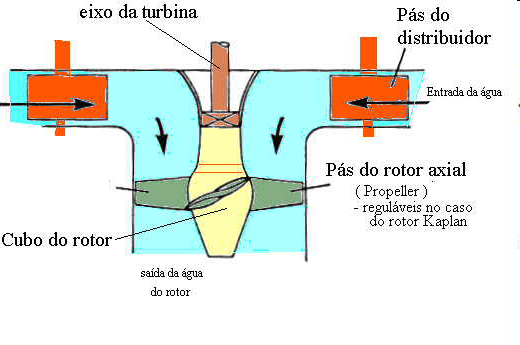 eixo da turbina
Pás do
distribuidor
Entrada da água
Pás do rotor axial
( Propeller )
- reguláveis no caso
do rotor Kaplan
Cubo do rotor
saída da água
do rotor